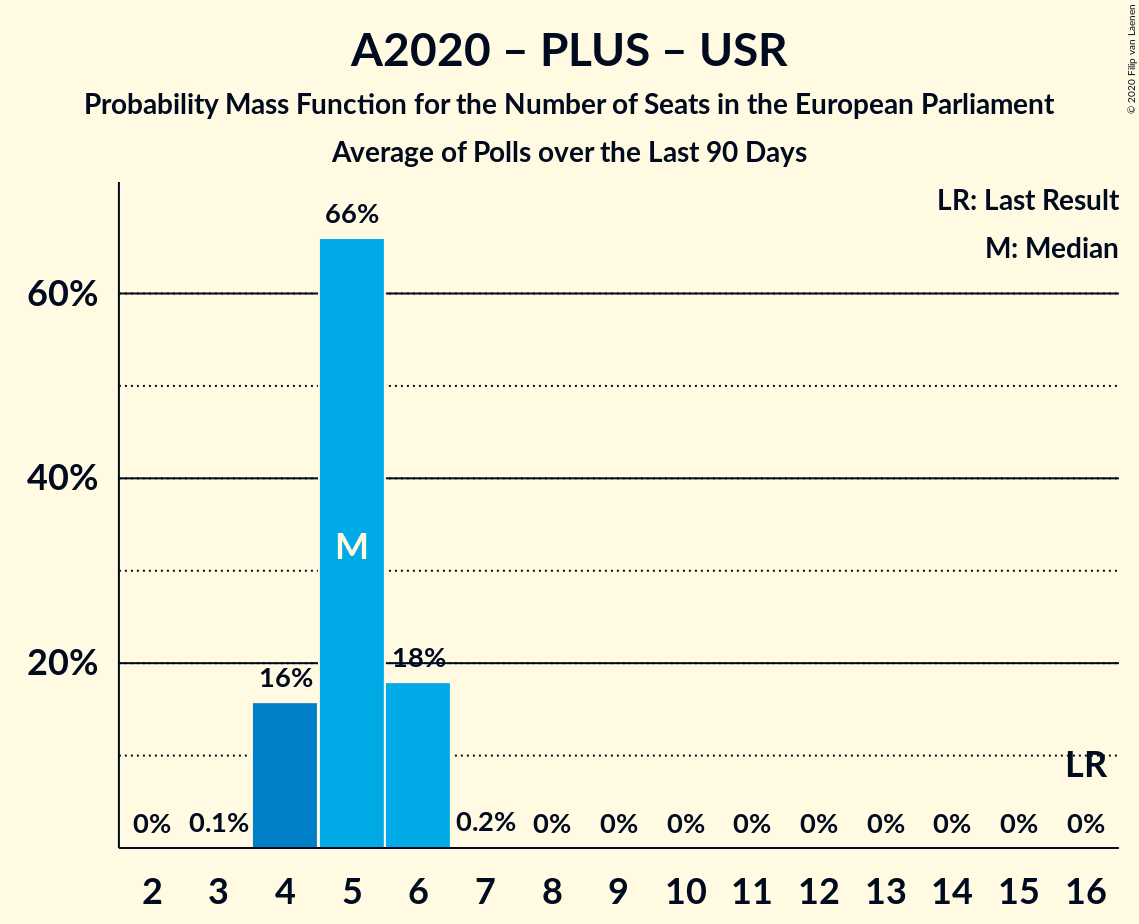 A2020 – PLUS – USR
Probability Mass Function for the Number of Seats in the European Parliament
Average of Polls over the Last 90 Days
© 2020 Filip van Laenen
LR: Last Result
M: Median
66%
60%
40%
M
20%
18%
16%
LR
0% 0.1% 0.2% 0% 0% 0% 0% 0% 0% 0% 0% 0%
2 3 4 5 6 7 8 9 10 11 12 13 14 15 16